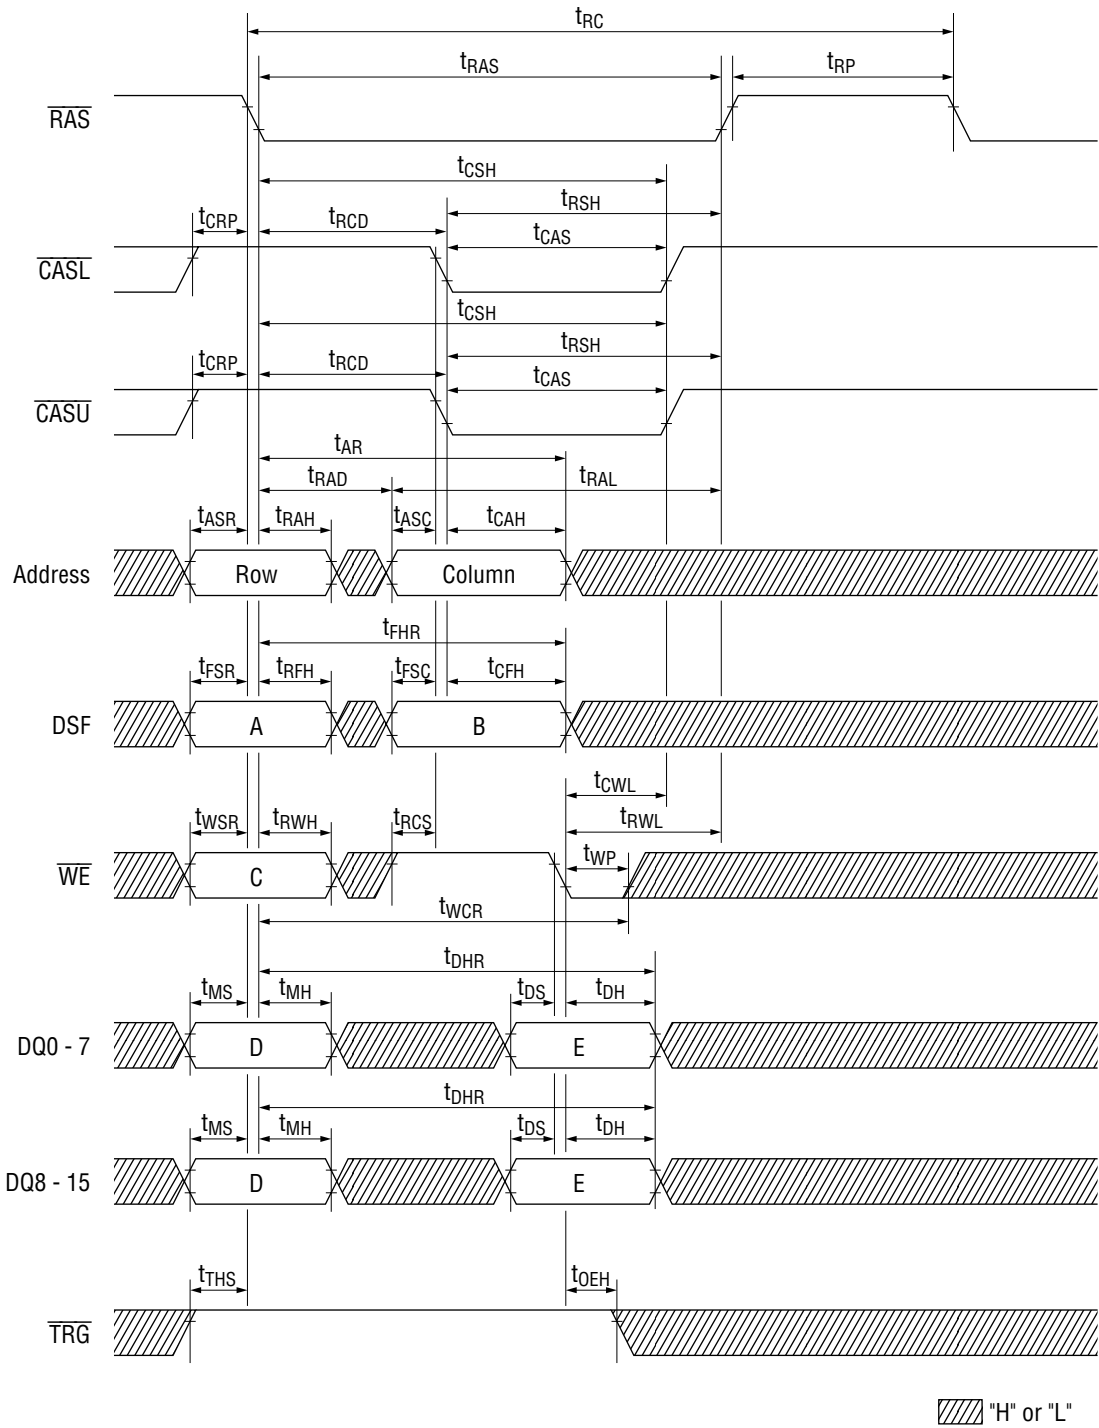 tRC
tRAS tRP
RAS
tCSH
tRSH
tCRP tRCD
tCAS
CASL
tCSH
tRSH
tCRP tRCD
tCAS
CASU
tAR
tRAD tRAL
tASR tRAH tASC tCAH
Address Row Column
tFHR
tFSR tRFH tFSC tCFH
DSF A B
tCWL
tWSR tRWH tRCS tRWL
tWP
WE C
tWCR
tDHR
tMS tMH tDS tDH
DQ0 - 7 D E
tDHR
tMS tMH tDS tDH
DQ8 - 15 D E
tTHS tOEH
TRG
"H" or "L"